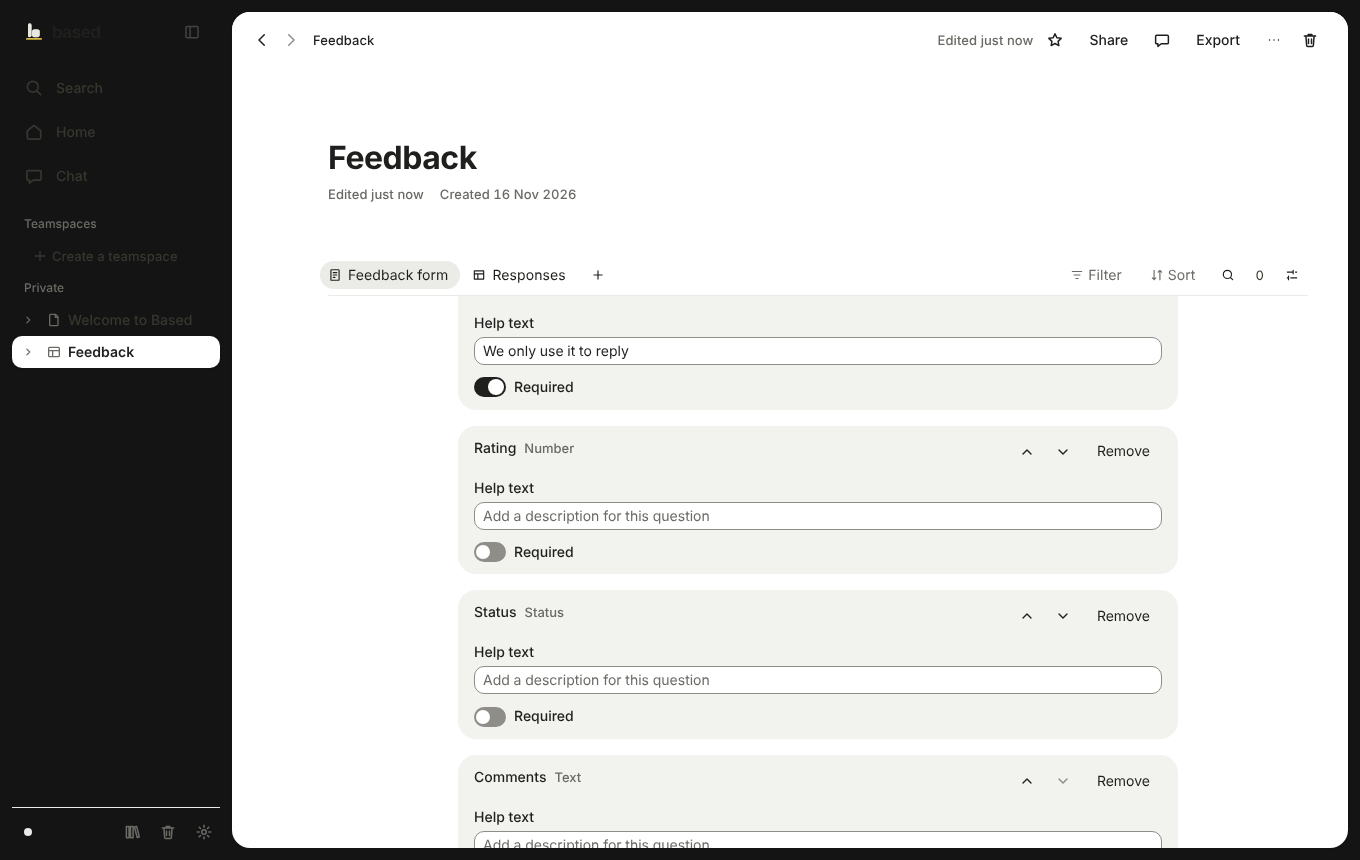 based
Search
Home
Chat
Teamspaces
Create a teamspace
Private
Welcome to Based
Feedback
Feedback
Edited just now
Share
Export
Feedback
Edited just now Created 16 Nov 2026
Feedback form Responses
Filter Sort 0
Help text
We only use it to reply
Required
Rating Number Remove
Help text
Add a description for this question
Required
Status Status Remove
Help text
Add a description for this question
Required
Comments Text Remove
Help text
Add a description for this question